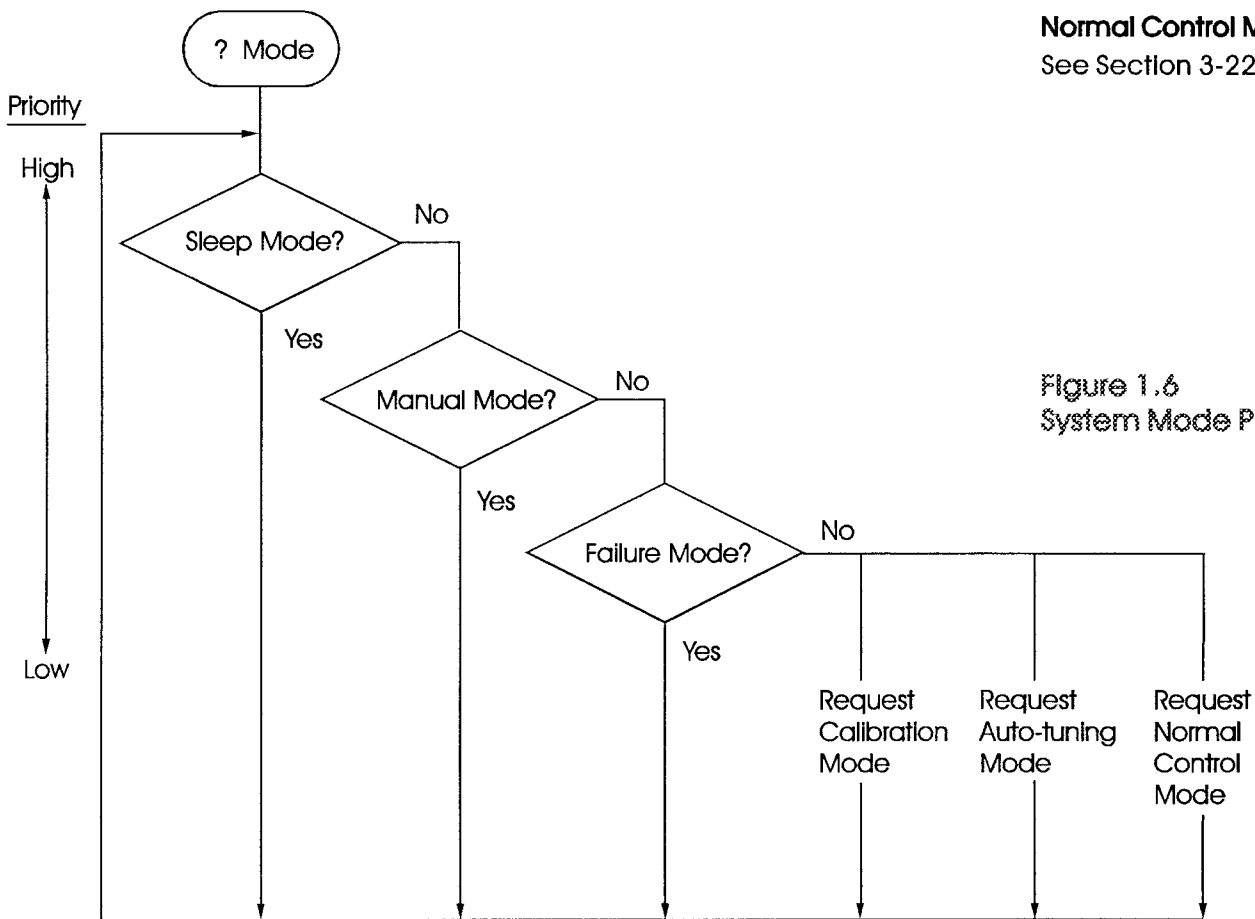 Normal Control M
See Section 3-22
? Mode
Priority
High
Sleep Mode?
No
Yes
Manual Mode?
No
Yes
Figure 1.6
System Mode P
Failure Mode?
No
Yes
Low
Request
Calibration
Mode
Request
Auto-tuning
Mode
Request
Normal
Control
Mode